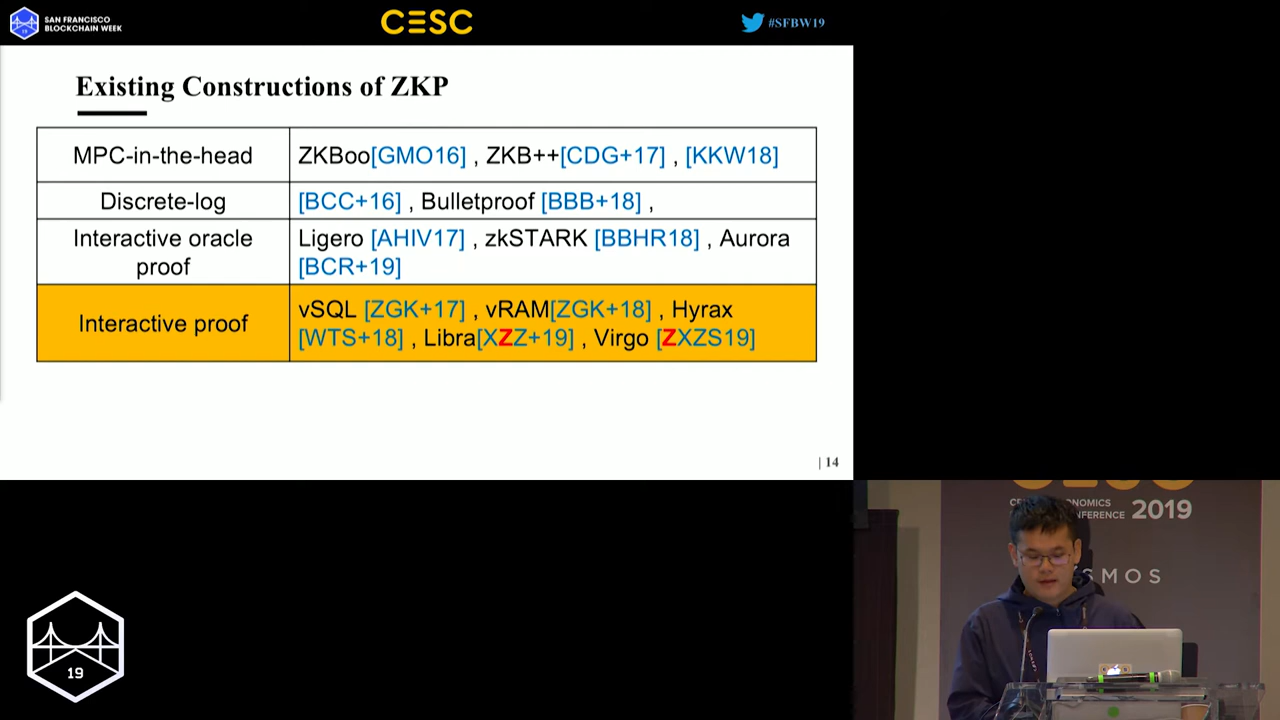 SAN FRANCISCO
BLOCKCHAIN WEEK
19
CESC
#SFBW19
Existing Constructions of ZKP
MPC-in-the-head
ZKBoo[GMO16] , ZKB++[CDG+17] , [KKW18]
Discrete-log
[BCC+16] , Bulletproof [BBB+18] ,
Interactive oracle
proof
Ligero [AHIV17] , zkSTARK [BBHR18] , Aurora
[BCR+19]
Interactive proof
vSQL [ZGK+17] , vRAM[ZGK+18] , Hyrax
[WTS+18] , Libra[XZZ+19] , Virgo [ZXZS19]
| 14
19
2019